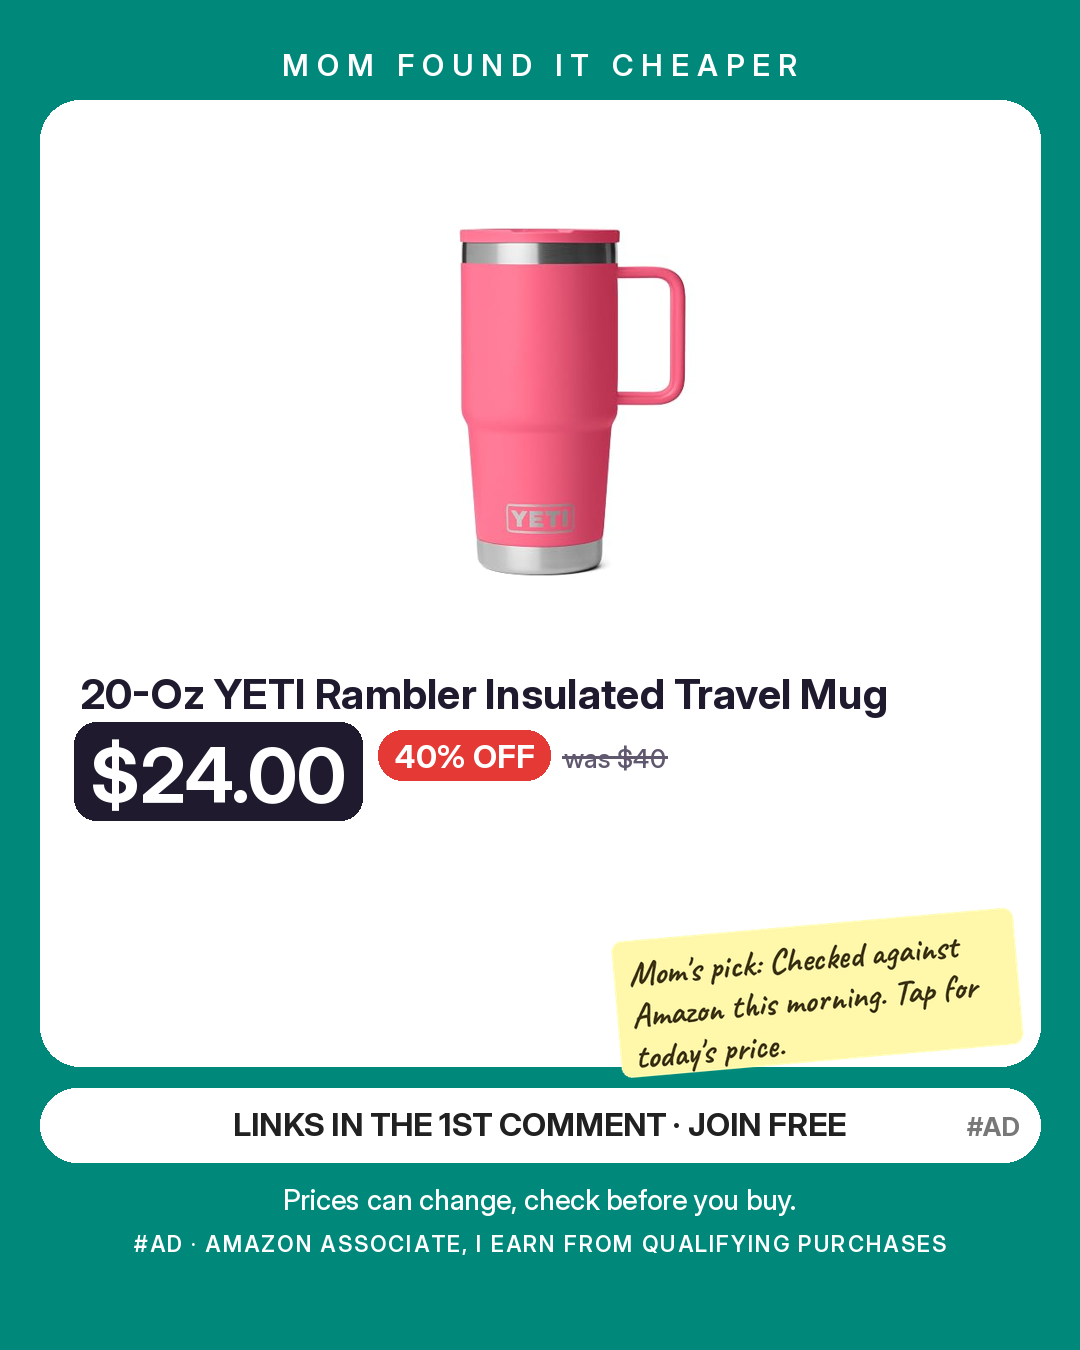 MOM FOUND IT CHEAPER
YETI
20-Oz YETI Rambler Insulated Travel Mug
$24.00
40% OFF
was $40
Mom's pick: Checked against
Amazon this morning. Tap for
today's price.
LINKS IN THE 1ST COMMENT · JOIN FREE
#AD
Prices can change, check before you buy.
#AD · AMAZON ASSOCIATE, I EARN FROM QUALIFYING PURCHASES